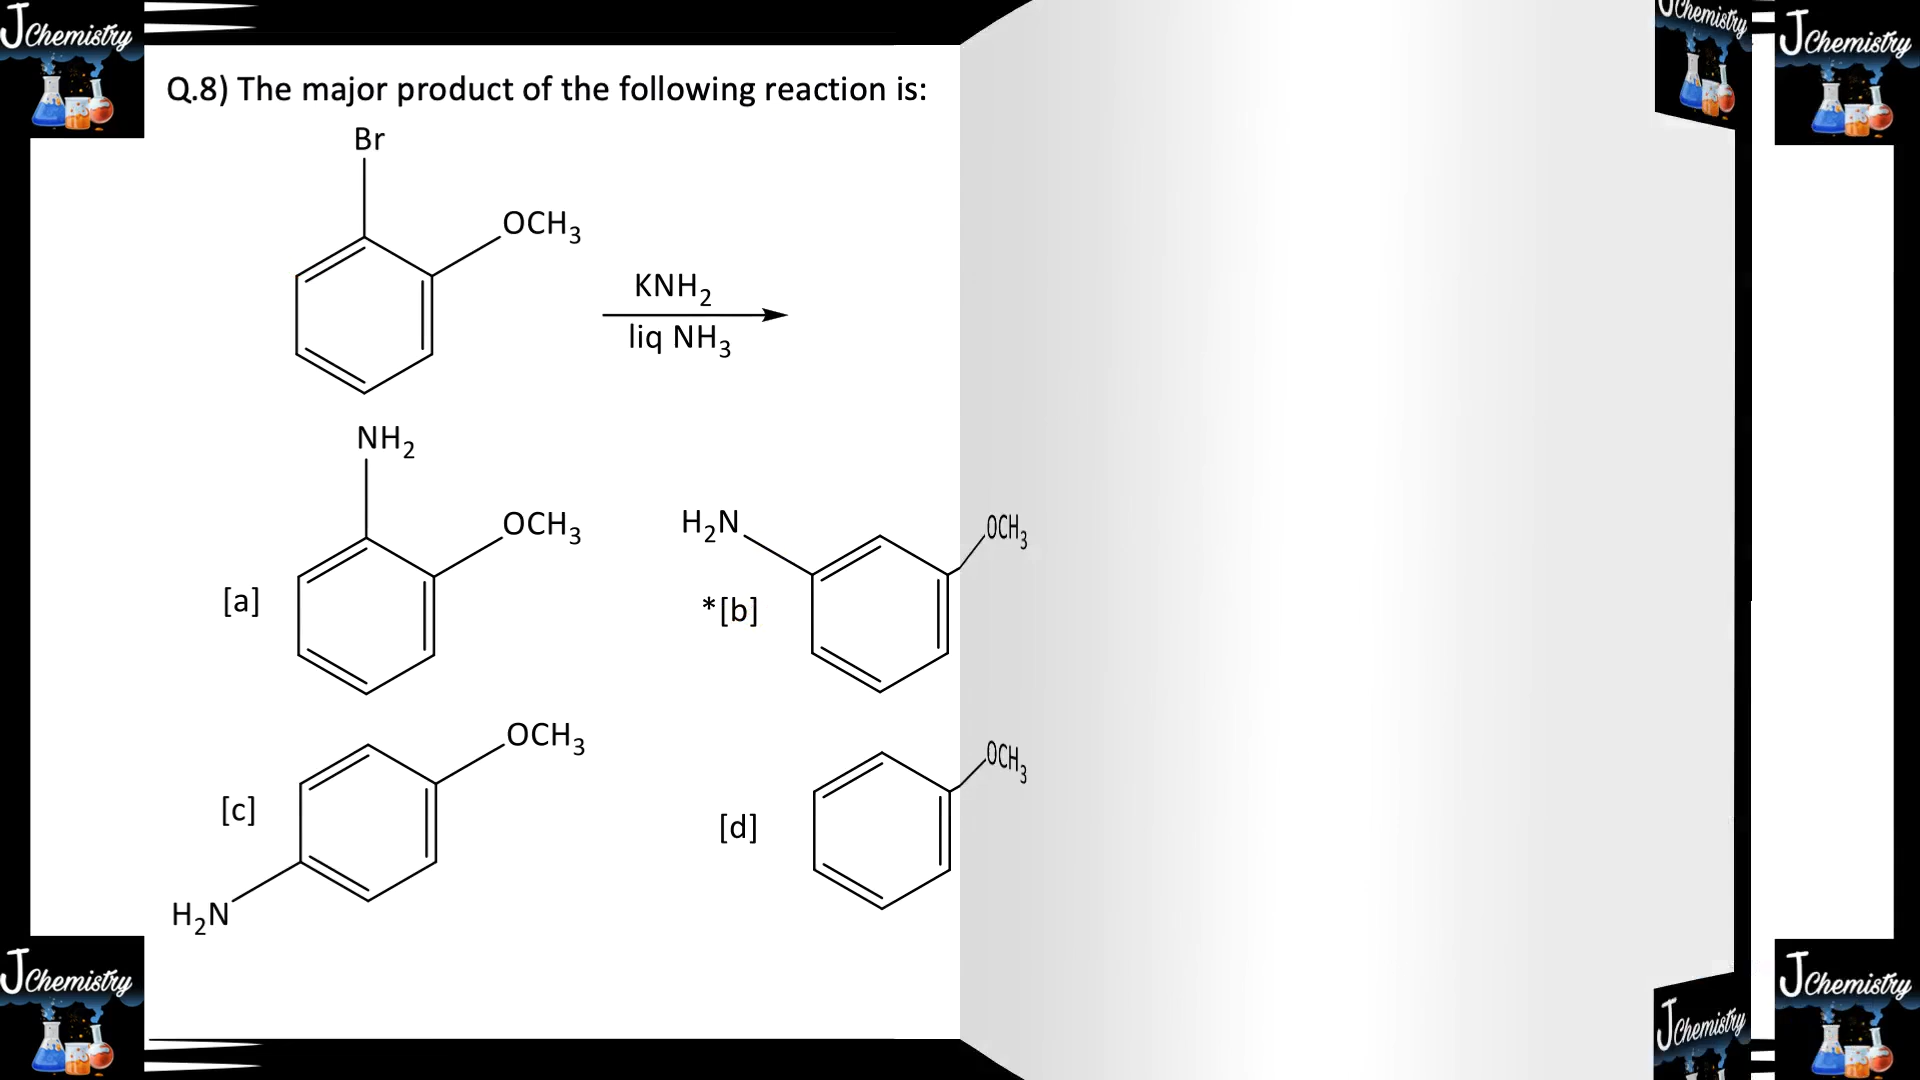 JChemistry
JChemistry
JChemistry
Q.8) The major product of the following reaction is:
Br
OCH3
KNH2
liq NH3
NH2
OCH3
[a]
H2N
OCH3
*[b]
OCH3
[c]
H2N
OCH3
[d]
JChemistry
JChemistry
JChemistry